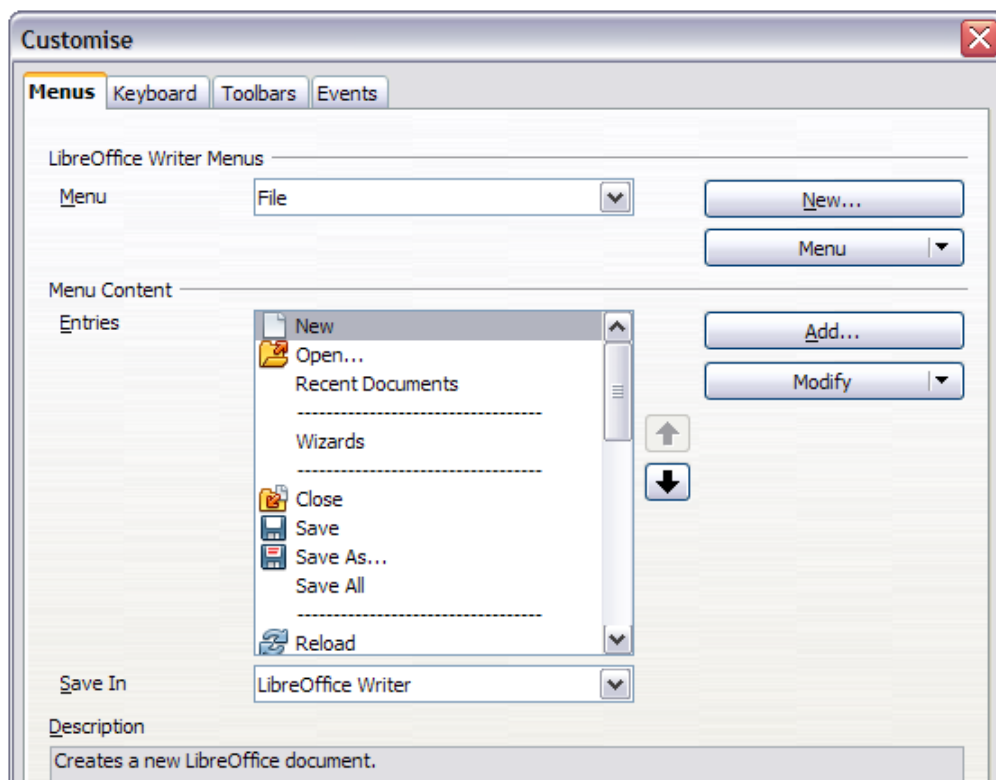 Customise
Menus Keyboard Toolbars Events
LibreOffice Writer Menus
Menu File New...
Menu
Menu Content
Entries New Add...
Open...
Recent Documents Modify
----------------------------------
Wizards
----------------------------------
Close
Save
Save As...
Save All
----------------------------------
Reload
Save In LibreOffice Writer
Description
Creates a new LibreOffice document.